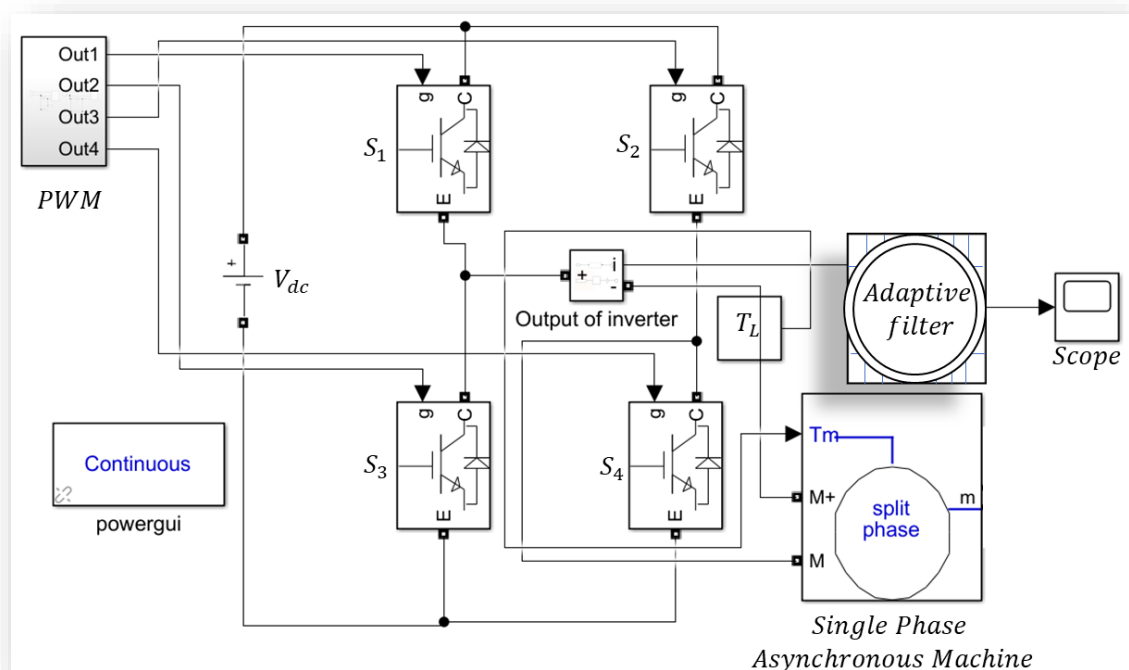 Out1
Out2
Out3
Out4
PWM
g
C
E
S1
g
C
E
S2
+
Vdc
+
i
-
Output of inverter
TL
Adaptive
filter
Scope
Continuous
powergui
g
C
E
S3
g
C
E
S4
Tm
M+
M
split
phase
m
Single Phase
Asynchronous Machine